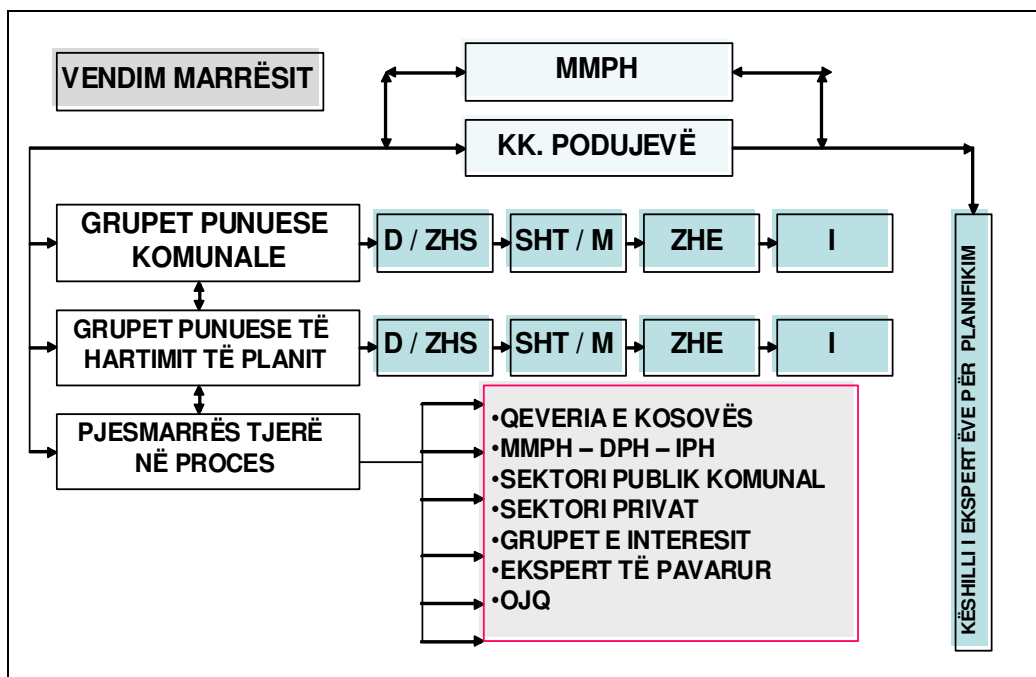 VENDIM MARRËSIT
MMPH
KK. PODUJEVË
GRUPET PUNUESE
KOMUNALE
D / ZHS
SHT / M
ZHE
I
GRUPET PUNUESE TË
HARTIMIT TË PLANIT
D / ZHS
SHT / M
ZHE
I
PJESMARRËS TJERË
NË PROCES
•QEVERIA E KOSOVËS
•MMPH – DPH – IPH
•SEKTORI PUBLIK KOMUNAL
•SEKTORI PRIVAT
•GRUPET E INTERESIT
•EKSPERT TË PAVARUR
•OJQ
KËSHILLI I EKSPERT ËVE PËR PLANIFIKIM